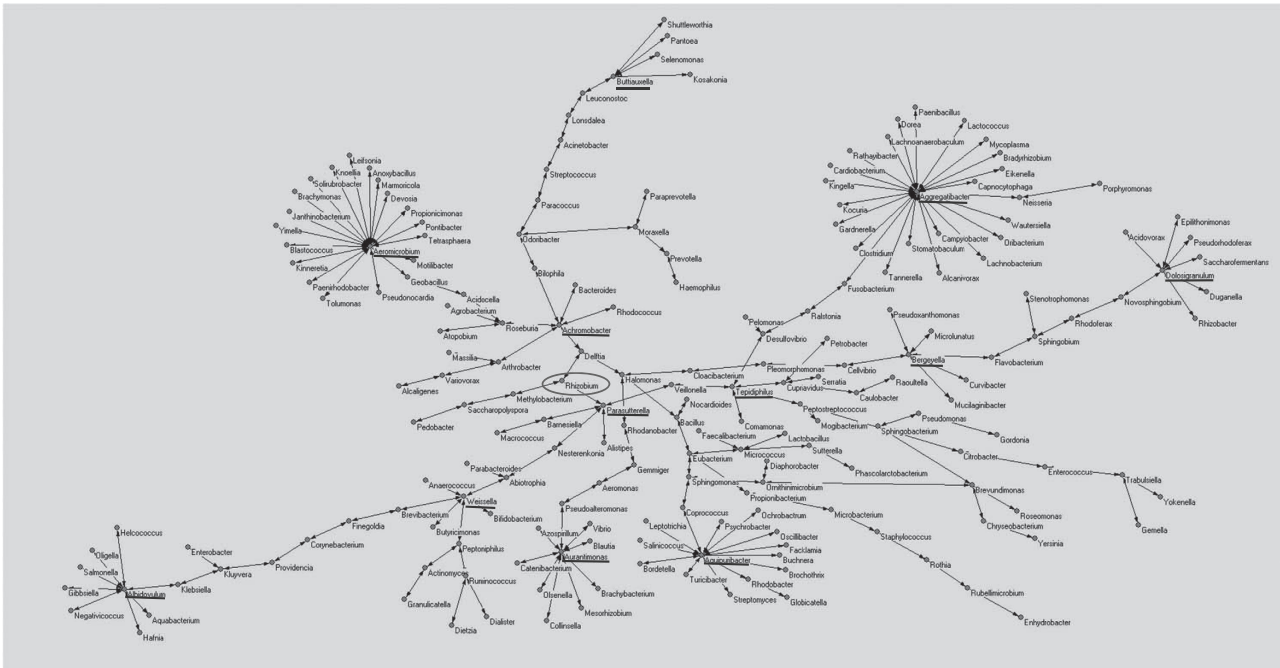 Shuttleworthia
Pantoea
Selenomonas
Buttiauxella
Kosakonia
Leuconostoc
Lonsdalea
Acinetobacter
Streptococcus
Paracoccus
Odoribacter
Paraprevotella
Moraxella
Prevotella
Haemophilus
Bilophila
Bacteroides
Rhodococcus
Achromobacter
Leifsonia
Knoellia
Anoxybacillus
Solirubrobacter
Marmoricola
Brachymonas
Devosia
Janthinobacterium
Propionicimonas
Yimella
Pontibacter
Tetrasphaera
Blastococcus
Aeromicrobium
Kinneretia
Motilibacter
Paenirhodobacter
Geobacillus
Tolumonas
Pseudonocardia
Acidocella
Agrobacterium
Atopobium
Roseburia
Massilia
Arthrobacter
Alcaligenes
Variovorax
Delftia
Rhizobium
Halomonas
Methylobacterium
Saccharopolyspora
Pedobacter
Parasutterella
Barnesiella
Macrococcus
Alistipes
Rhodanobacter
Nesterenkonia
Gemmiger
Parabacteroides
Abiotrophia
Anaerococcus
Weissella
Aeromonas
Bifidobacterium
Brevibacterium
Butyricimonas
Pseudoalteromonas
Finegoldia
Corynebacterium
Providencia
Helcococcus
Enterobacter
Kluyvera
Klebsiella
Oligella
Salmonella
Gibbsiella
Albidovulum
Negativicoccus
Aquabacterium
Hafnia
Peptoniphilus
Actinomyces
Ruminococcus
Granulicatella
Dietzia
Dialister
Azospirillum
Vibrio
Blautia
Aurantimonas
Catenibacterium
Olsenella
Brachybacterium
Mesorhizobium
Collinsella
Paenibacillus
Dorea
Lactococcus
Lachnoanaerobaculum
Mycoplasma
Rathayibacter
Bradyrhizobium
Cardiobacterium
Eikenella
Kingella
Capnocytophaga
Aggregatibacter
Neisseria
Porphyromonas
Kocuria
Gardnerella
Wautersiella
Campylobacter
Oribacterium
Clostridium
Stomatobaculum
Lachnobacterium
Tannerella
Alcanivorax
Fusobacterium
Ralstonia
Pelomonas
Desulfovibrio
Epilithonimonas
Acidovorax
Pseudorhodoferax
Saccharofermentans
Dolosigranulum
Duganella
Novosphingobium
Rhizobacter
Stenotrophomonas
Rhodoferax
Sphingobium
Pseudoxanthomonas
Microlunatus
Bergeyella
Flavobacterium
Curvibacter
Mucilaginibacter
Petrobacter
Pleomorphomonas
Cellvibrio
Cloacibacterium
Veillonella
Tepidiphilus
Cupriavidus
Serratia
Raoultella
Caulobacter
Nocardioides
Bacillus
Comamonas
Peptostreptococcus
Mogibacterium
Pseudomonas
Sphingobacterium
Gordonia
Faecalibacterium
Lactobacillus
Micrococcus
Sutterella
Phascolarctobacterium
Eubacterium
Diaphorobacter
Citrobacter
Enterococcus
Trabulsiella
Yokenella
Gemella
Sphingomonas
Ornithinimicrobium
Propionibacterium
Brevundimonas
Roseomonas
Chryseobacterium
Yersinia
Coprococcus
Microbacterium
Staphylococcus
Rothia
Rubellimicrobium
Enhydrobacter
Leptotrichia
Ochrobactrum
Psychrobacter
Oscillibacter
Salinicoccus
Facklamia
Aquipuribacter
Buchnera
Bordetella
Brochothrix
Turicibacter
Rhodobacter
Streptomyces
Globicatella